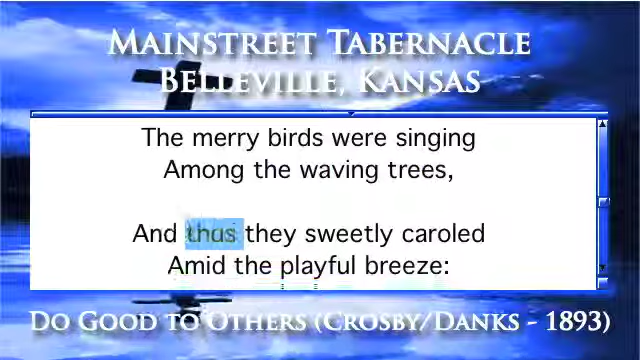 Mainstreet Tabernacle
Belleville, Kansas
The merry birds were singing
Among the waving trees,
And thus they sweetly caroled
Amid the playful breeze:
Do Good to Others (Crosby/Danks - 1893)